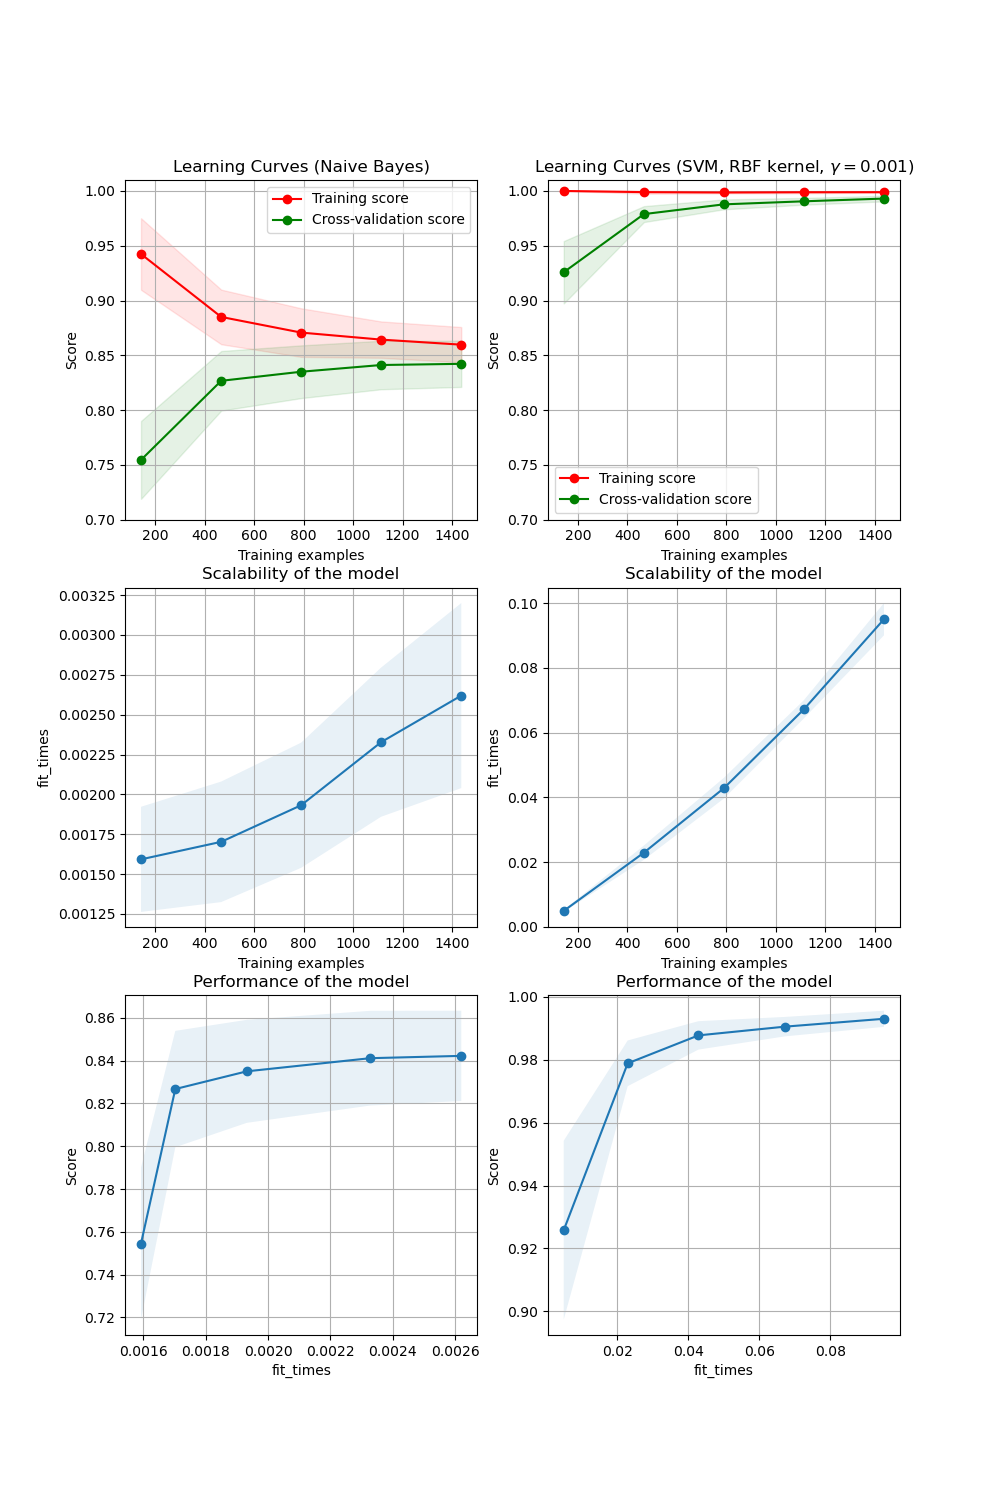 Learning Curves (Naive Bayes)
1.00
0.95
0.90
0.85
0.80
0.75
0.70
Score
Training score
Cross-validation score
200 400 600 800 1000 1200 1400
Training examples
Learning Curves (SVM, RBF kernel, γ = 0.001)
1.00
0.95
0.90
0.85
0.80
0.75
0.70
Score
Training score
Cross-validation score
200 400 600 800 1000 1200 1400
Training examples
Scalability of the model
0.00325
0.00300
0.00275
0.00250
0.00225
0.00200
0.00175
0.00150
0.00125
fit_times
200 400 600 800 1000 1200 1400
Training examples
Scalability of the model
0.10
0.08
0.06
0.04
0.02
0.00
fit_times
200 400 600 800 1000 1200 1400
Training examples
Performance of the model
0.86
0.84
0.82
0.80
0.78
0.76
0.74
0.72
Score
0.0016 0.0018 0.0020 0.0022 0.0024 0.0026
fit_times
Performance of the model
1.00
0.98
0.96
0.94
0.92
0.90
Score
0.02 0.04 0.06 0.08
fit_times